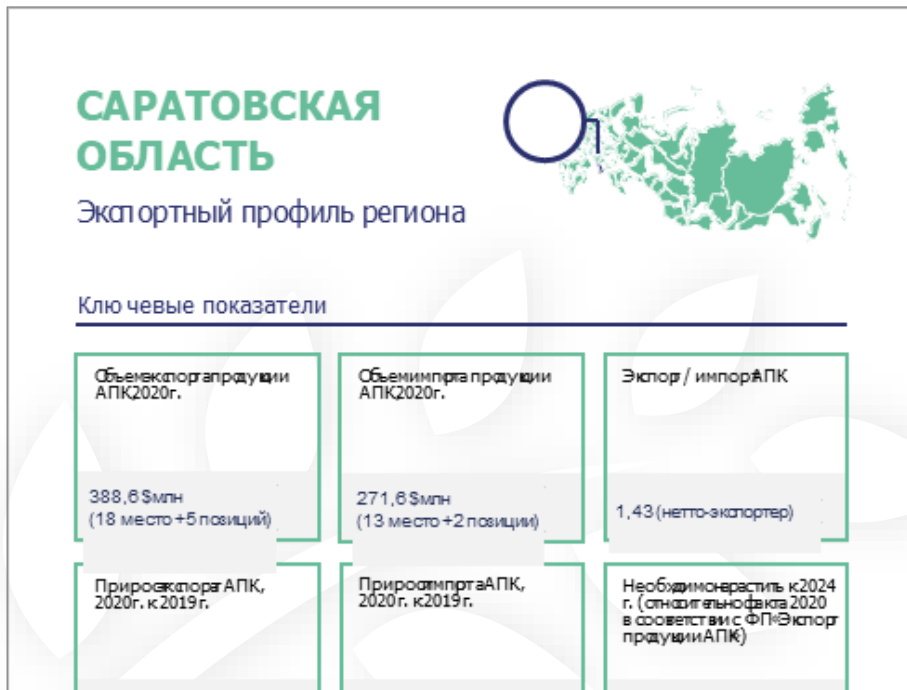 САРАТОВСКАЯ
ОБЛАСТЬ
Экспортный профиль региона
Ключевые показатели
Объем экспорта продукции
АПК, 2020 г.
Объем импорта продукции
АПК, 2020 г.
Экспорт / импорт АПК
388,6 $ млн
(18 место +5 позиций)
271,6 $ млн
(13 место +2 позиции)
1,43 (нетто-экспортер)
Прирост экспорта АПК,
2020 г. к 2019 г.
Прирост импорта АПК,
2020 г. к 2019 г.
Необходимо нарастить к 2024
г. (относительно факта 2020
в соответствии с ФП «Экспорт
продукции АПК»)